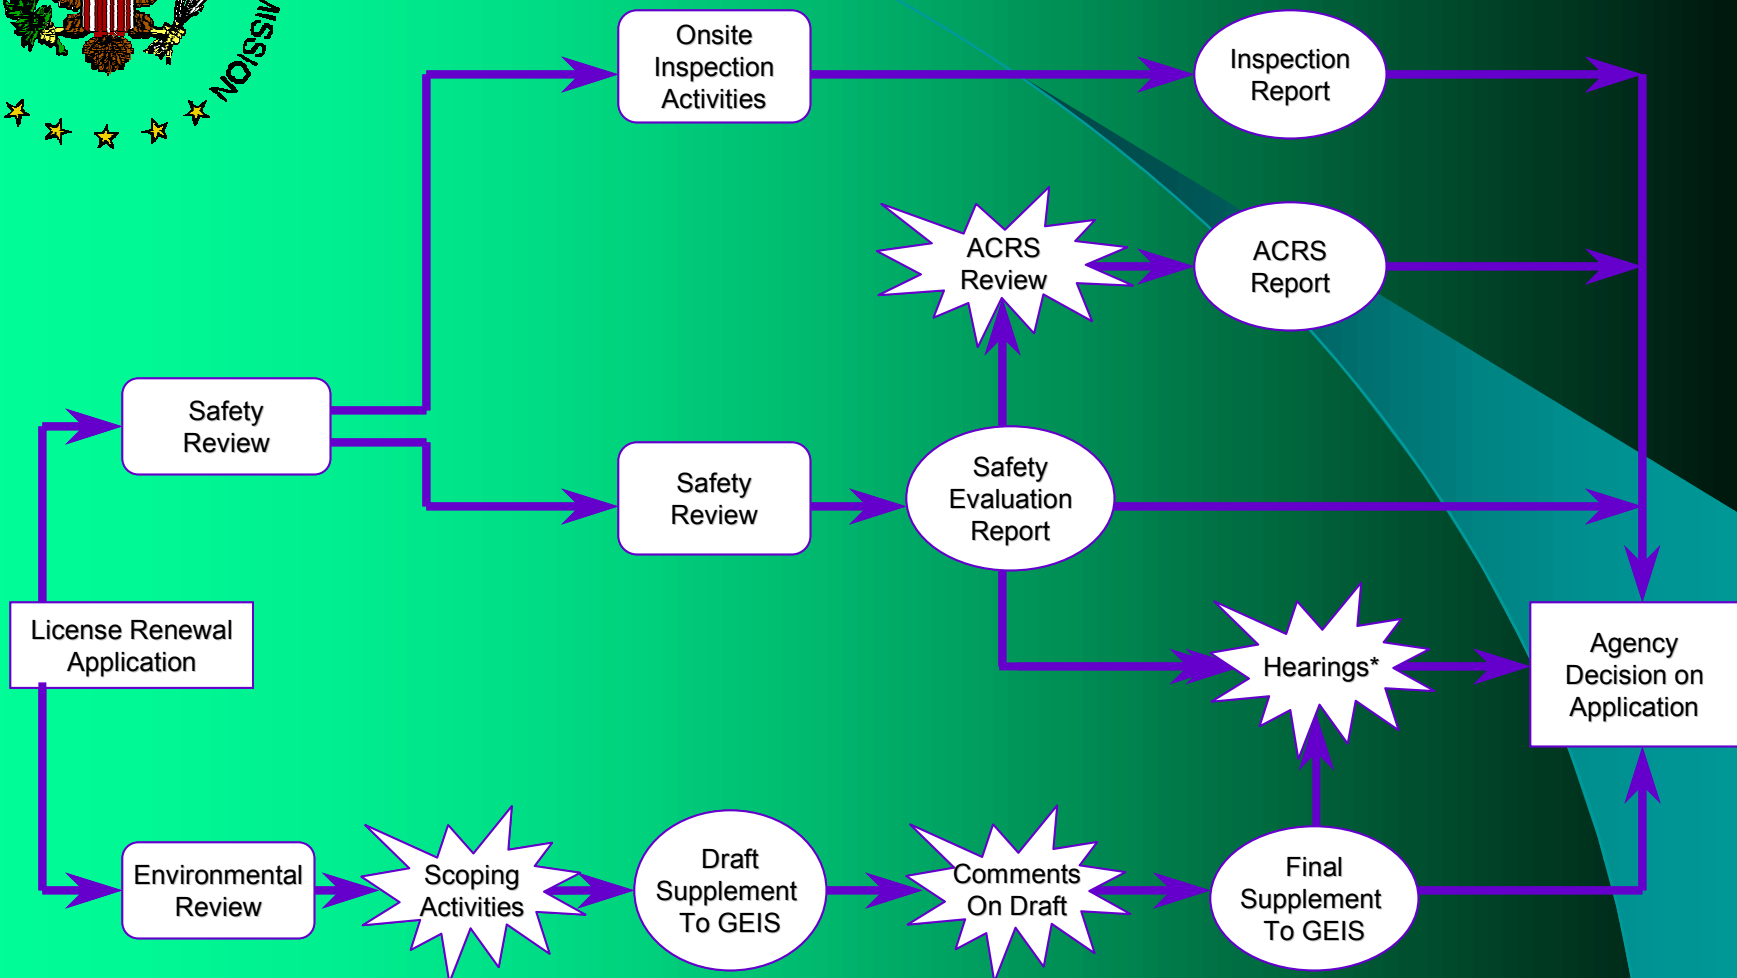 MISSION
Onsite
Inspection
Activities
Inspection
Report
ACRS
Review
ACRS
Report
Safety
Review
Safety
Review
Safety
Evaluation
Report
License Renewal
Application
Hearings*
Agency
Decision on
Application
Environmental
Review
Scoping
Activities
Draft
Supplement
To GEIS
Comments
On Draft
Final
Supplement
To GEIS